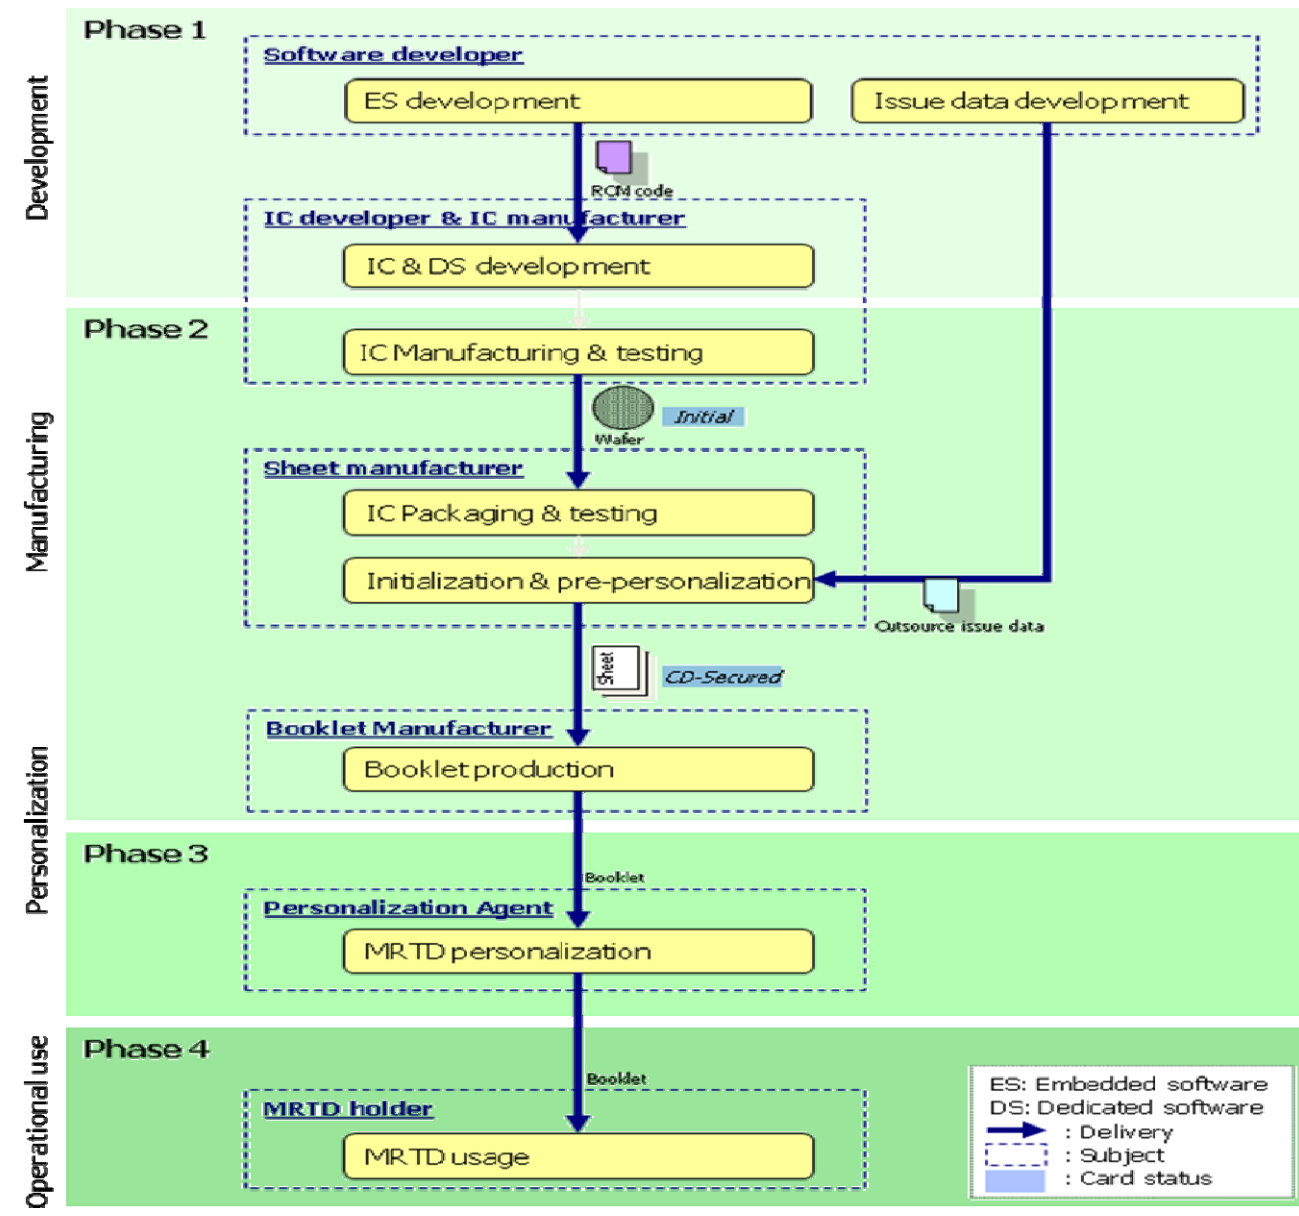 Phase 1
Software developer
ES development
Issue data development
Development
RCM code
IC developer & IC manufacturer
IC & DS development
Phase 2
IC Manufacturing & testing
Initial
Wafer
Manufacturing
Sheet manufacturer
IC Packaging & testing
Initialization & pre-personalization
Outsource issue data
Sheet
CD-Secured
Booklet Manufacturer
Booklet production
Personalization
Phase 3
Booklet
Personalization Agent
MRTD personalization
Phase 4
Operational use
Booklet
MRTD holder
MRTD usage
ES: Embedded software
DS: Dedicated software
: Delivery
: Subject
: Card status